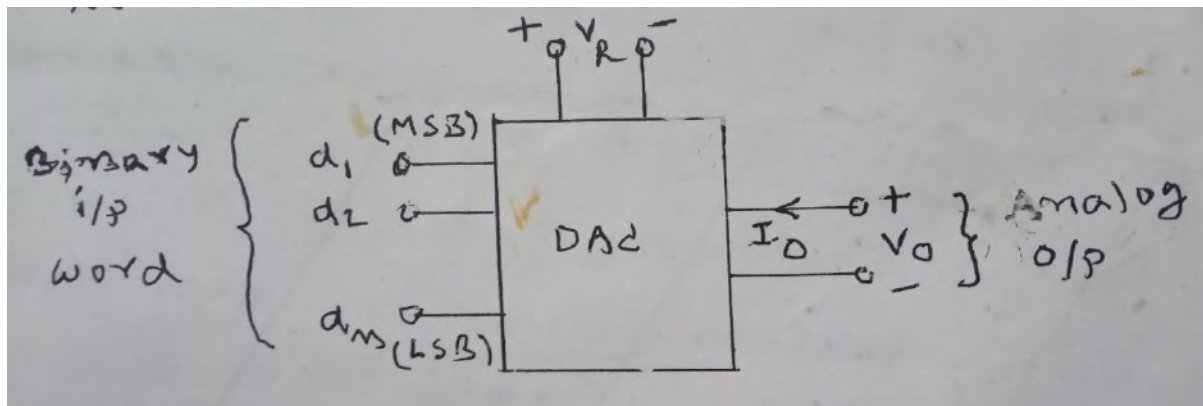 + VR -
(MSB)
d1
d2
dn (LSB)
Binary
i/p
word
DAC
IO
+
VO
-
Analog
O/P